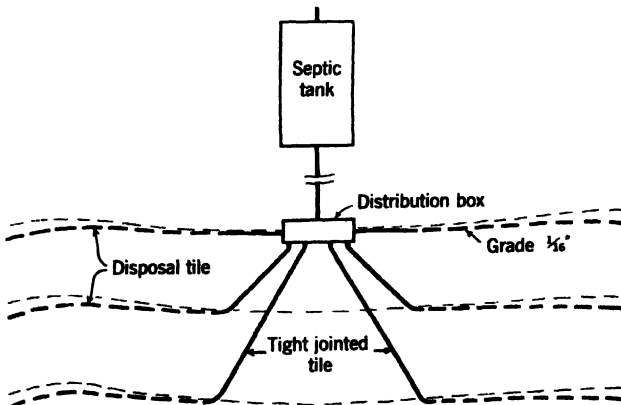 Septic
tank
Distribution box
Grade 1/16"
Disposal tile
Tight jointed
tile